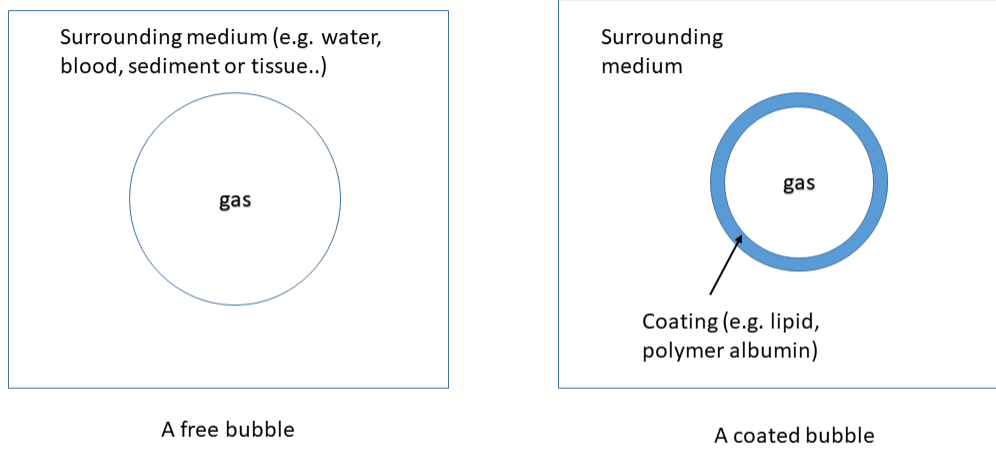 Surrounding medium (e.g. water,
blood, sediment or tissue..)
gas
A free bubble
Surrounding
medium
gas
Coating (e.g. lipid,
polymer albumin)
A coated bubble